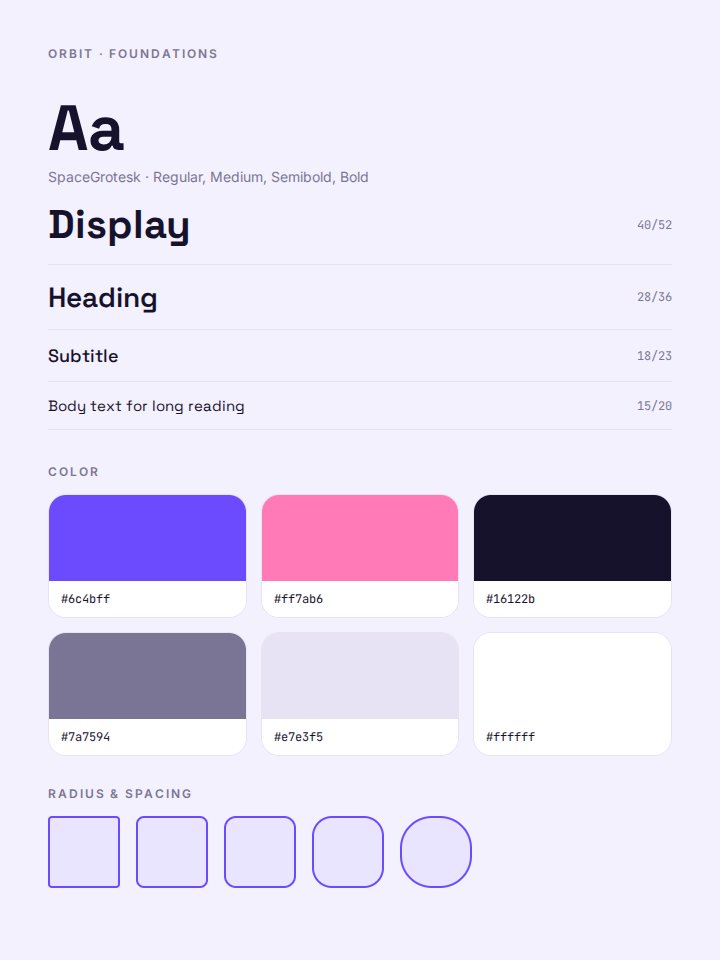 ORBIT · FOUNDATIONS
Aa
SpaceGrotesk · Regular, Medium, Semibold, Bold
Display 40/52
Heading 28/36
Subtitle 18/23
Body text for long reading 15/20
COLOR
#6c4bff #ff7ab6 #16122b
#7a7594 #e7e3f5 #ffffff
RADIUS & SPACING